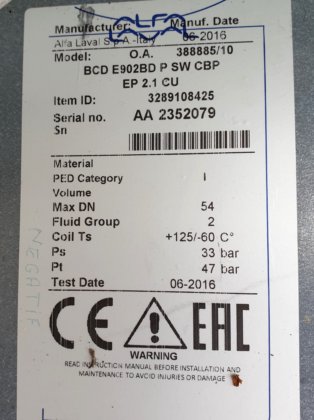 ALFA
Manufacturer: Manuf. Date
Alfa Laval S.p.A.-Italy 06-2016
Model: O.A. 388885/10
BCD E902BD P SW CBP
EP 2.1 CU
Item ID: 3289108425
Serial no. AA 2352079
Sn
Material
PED Category I
Volume
Max DN 54
Fluid Group 2
Coil Ts +125/-60 C°
Ps 33 bar
Pt 47 bar
Test Date 06-2016
CE EAC
WARNING
READ INSTRUCTION MANUAL BEFORE INSTALLATION AND
MAINTENANCE TO AVOID INJURIES OR DAMAGE
NEGATIF